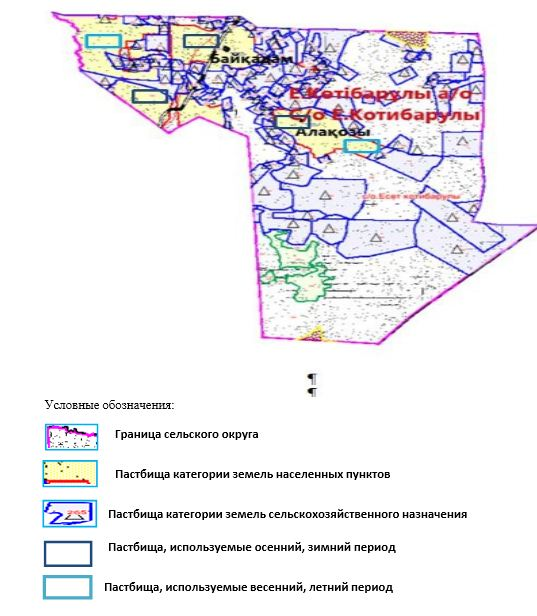 Байқадам
Е.Көтібарұлы а/о
С/о Е.Котибарулы
Алақозы
с/о.Есет котибарулы
¶
¶
Условные обозначения:
Граница сельского округа
Пастбища категории земель населенных пунктов
Пастбища категории земель сельскохозяйственного назначения
Пастбища, используемые осенний, зимний период
Пастбища, используемые весенний, летний период